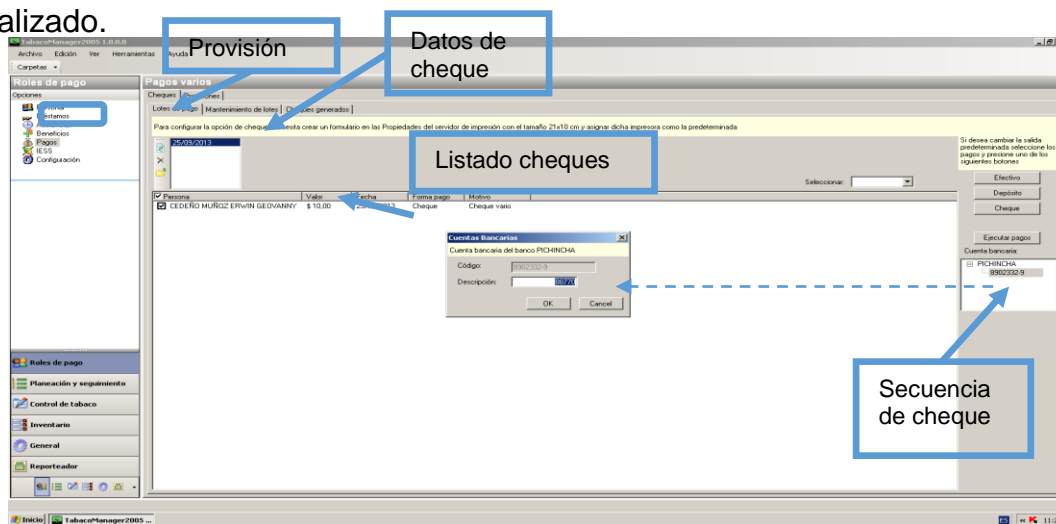 alizado.
TabacoManager2005 1.0.0.0
Archivo Edición Ver Herramientas Ayuda
Carpetas
Provisión
Datos de
cheque
Roles de pago
Pagos varios
Opciones
Cheques
Lotes de pago Mantenimiento de lotes Cheques generados
Préstamos
Beneficios
Pagos
IESS
Configuración
Para configurar la opción de cheques necesita crear un formulario en las Propiedades del servidor de impresión con el tamaño 21x10 cm y asignar dicha impresora como la predeterminada
25/09/2013
Listado cheques
Si desea cambiar la salida
predeterminada seleccione los
pagos y presione uno de los
siguientes botones
Seleccionar:
Efectivo
Depósito
Cheque
Persona Valor Fecha Forma pago Motivo
CEDEÑO MUÑOZ ERWIN GEOVANNY $ 10,00 Cheque Cheque vario
Ejecutar pagos
Cuenta bancaria:
PICHINCHA
8902332-9
Cuentas Bancarias
Cuenta bancaria del banco PICHINCHA
Código: 8902332-9
Descripción:
OK Cancel
Secuencia
de cheque
Roles de pago
Planeación y seguimiento
Control de tabaco
Inventario
General
Reporteador
Inicio TabacoManager2005 ...
ES